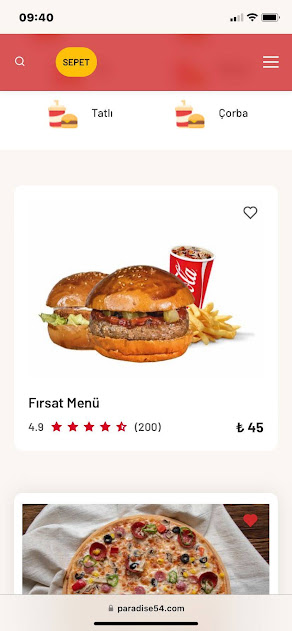 09:40
SEPET
Tatlı
Çorba
Fırsat Menü
4.9 (200) ₺ 45
paradise54.com